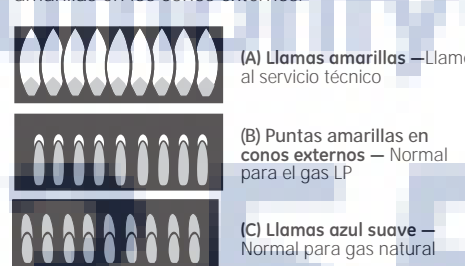 amarillas en los conos externos.
(A) Llamas amarillas —Llame
al servicio técnico
(B) Puntas amarillas en
conos externos — Normal
para el gas LP
(C) Llamas azul suave —
Normal para gas natural